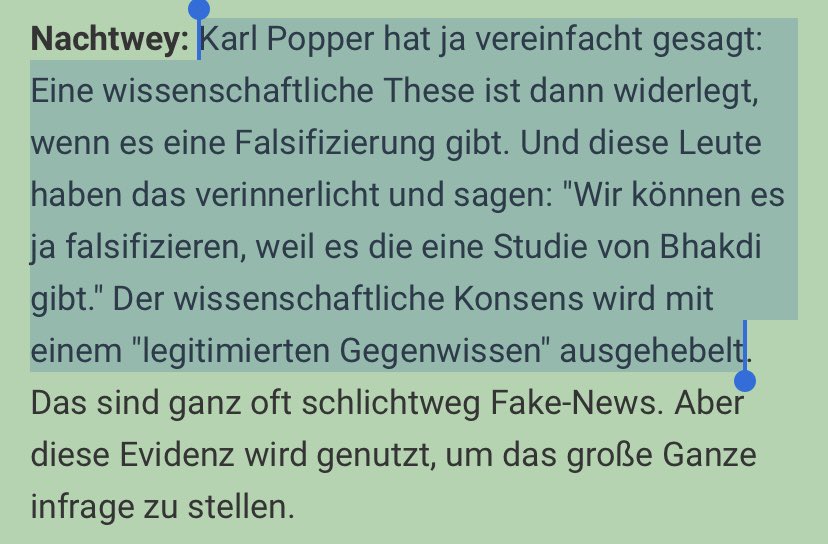 Nachtwey: Karl Popper hat ja vereinfacht gesagt:
Eine wissenschaftliche These ist dann widerlegt,
wenn es eine Falsifizierung gibt. Und diese Leute
haben das verinnerlicht und sagen: "Wir können es
ja falsifizieren, weil es die eine Studie von Bhakdi
gibt." Der wissenschaftliche Konsens wird mit
einem "legitimierten Gegenwissen" ausgehebelt.
Das sind ganz oft schlichtweg Fake-News. Aber
diese Evidenz wird genutzt, um das große Ganze
infrage zu stellen.